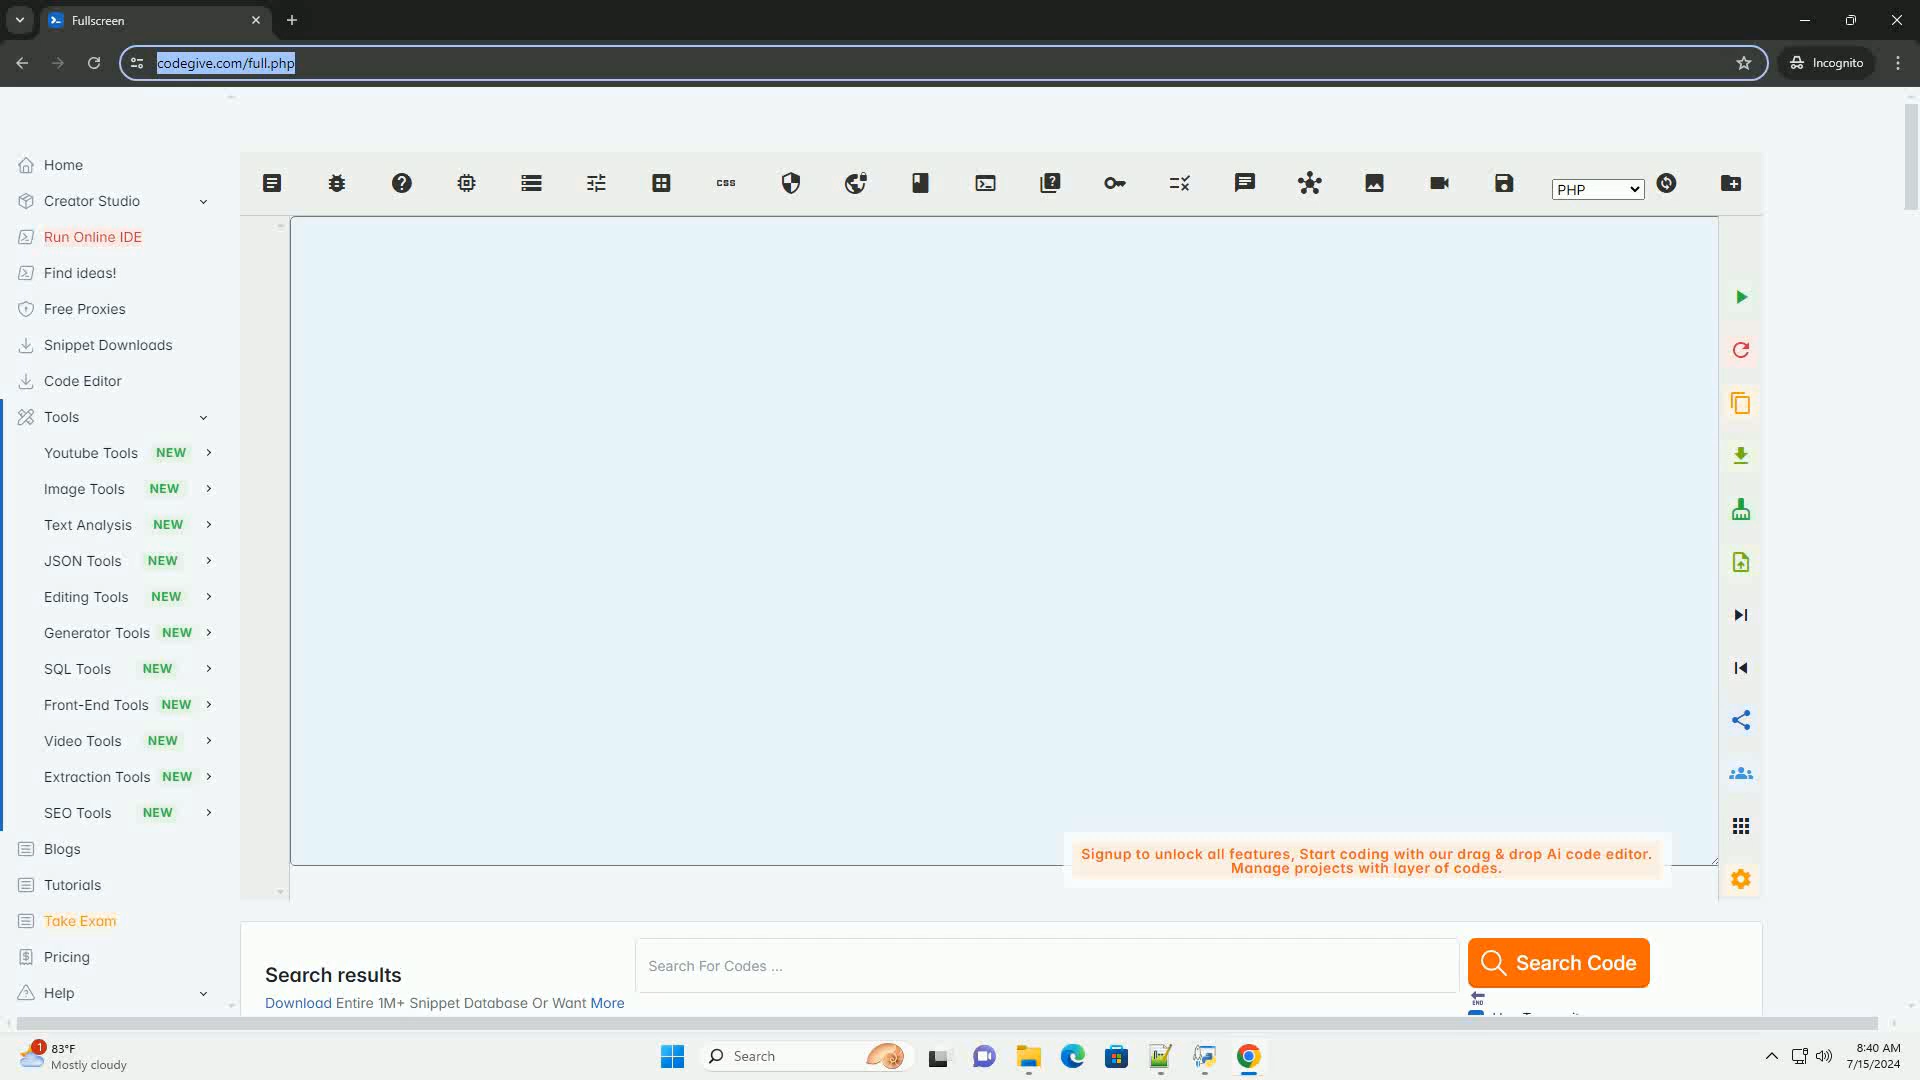 Fullscreen
codegive.com/full.php
Incognito
Home
Creator Studio
Run Online IDE
Find ideas!
Free Proxies
Snippet Downloads
Code Editor
Tools
Youtube Tools NEW
Image Tools NEW
Text Analysis NEW
JSON Tools NEW
Editing Tools NEW
Generator Tools NEW
SQL Tools NEW
Front-End Tools NEW
Video Tools NEW
Extraction Tools NEW
SEO Tools NEW
Blogs
Tutorials
Take Exam
Pricing
Help
CSS
PHP
Signup to unlock all features, Start coding with our drag & drop Ai code editor.
Manage projects with layer of codes.
Search results
Search For Codes ...
Search Code
Download Entire 1M+ Snippet Database Or Want More
END
1
83°F
Mostly cloudy
Search
8:40 AM
7/15/2024